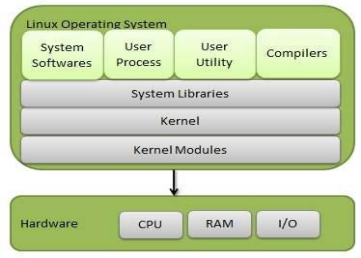 Linux Operating System
System Softwares
User Process
User Utility
Compilers
System Libraries
Kernel
Kernel Modules
Hardware
CPU
RAM
I/O